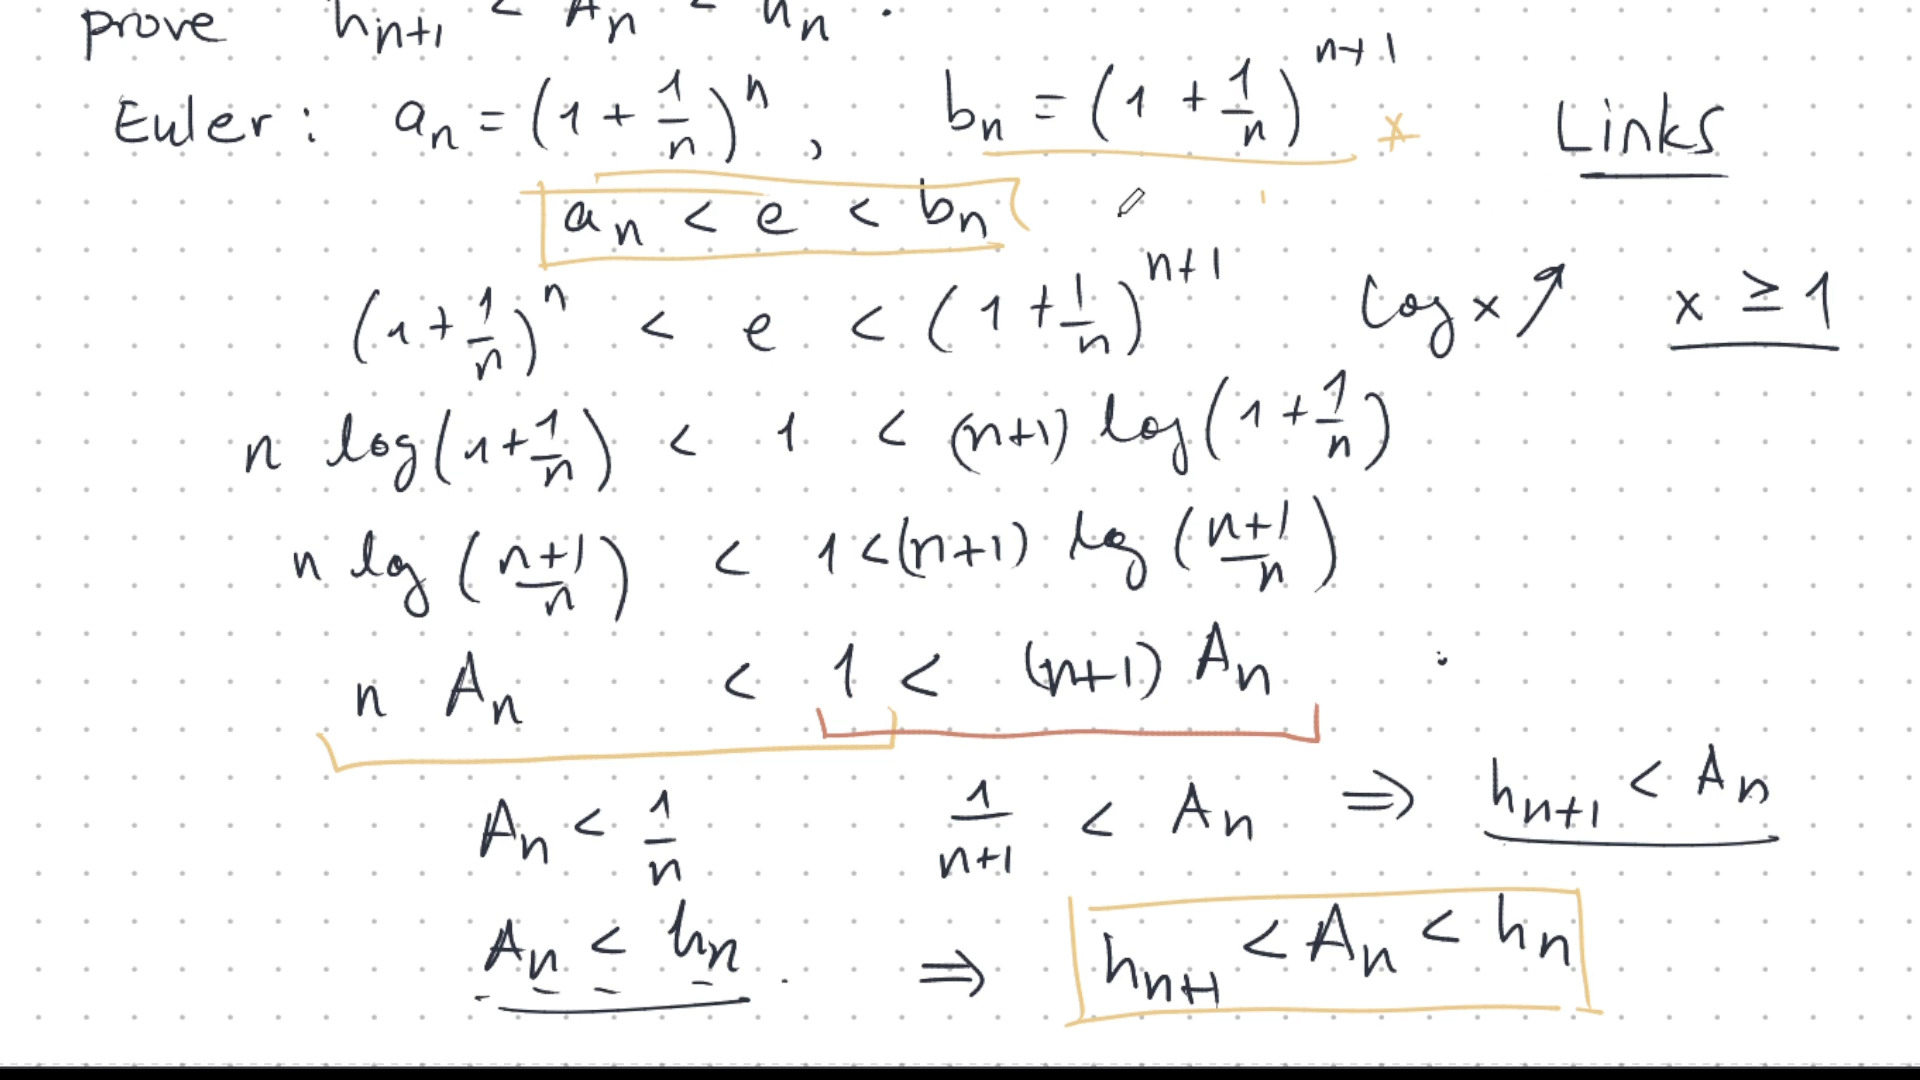 prove h_{n+1} < A_n < h_n .
Euler : a_n = (1 + 1/n)^n , b_n = (1 + 1/n)^{n+1} * Links
a_n < e < b_n
(1 + 1/n)^n < e < (1 + 1/n)^{n+1} log x ↗ x ≥ 1
n log(1 + 1/n) < 1 < (n+1) log(1 + 1/n)
n log((n+1)/n) < 1 < (n+1) log((n+1)/n)
n A_n < 1 < (n+1) A_n
A_n < 1/n 1/(n+1) < A_n ⇒ h_{n+1} < A_n
A_n < h_n . ⇒ h_{n+1} < A_n < h_n